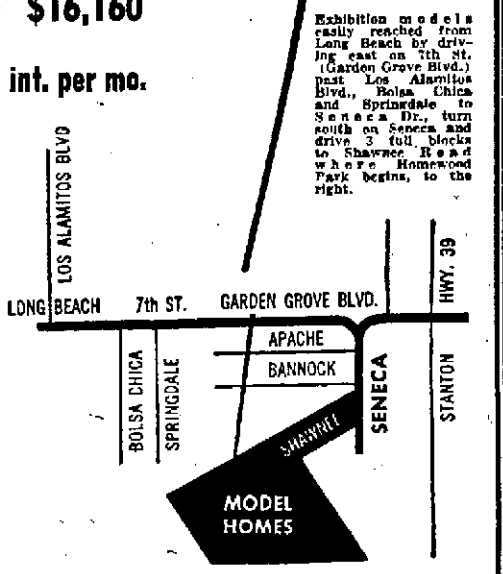 $16,160
int. per mo.
Exhibition models
easily reached from
Long Beach by driv-
ing east on 7th St.
(Garden Grove Blvd.)
past Los Alamitos
Blvd., Bolsa Chica
and Springdale to
Seneca Dr., turn
south on Seneca and
drive 3 full blocks
to Shawnee Road
where Homewood
Park begins, to the
right.
LOS ALAMITOS BLVD
HWY. 39
LONG BEACH 7th ST. GARDEN GROVE BLVD.
APACHE
BANNOCK
BOLSA CHICA
SPRINGDALE
SENECA
STANTON
SHAWNEE
MODEL
HOMES